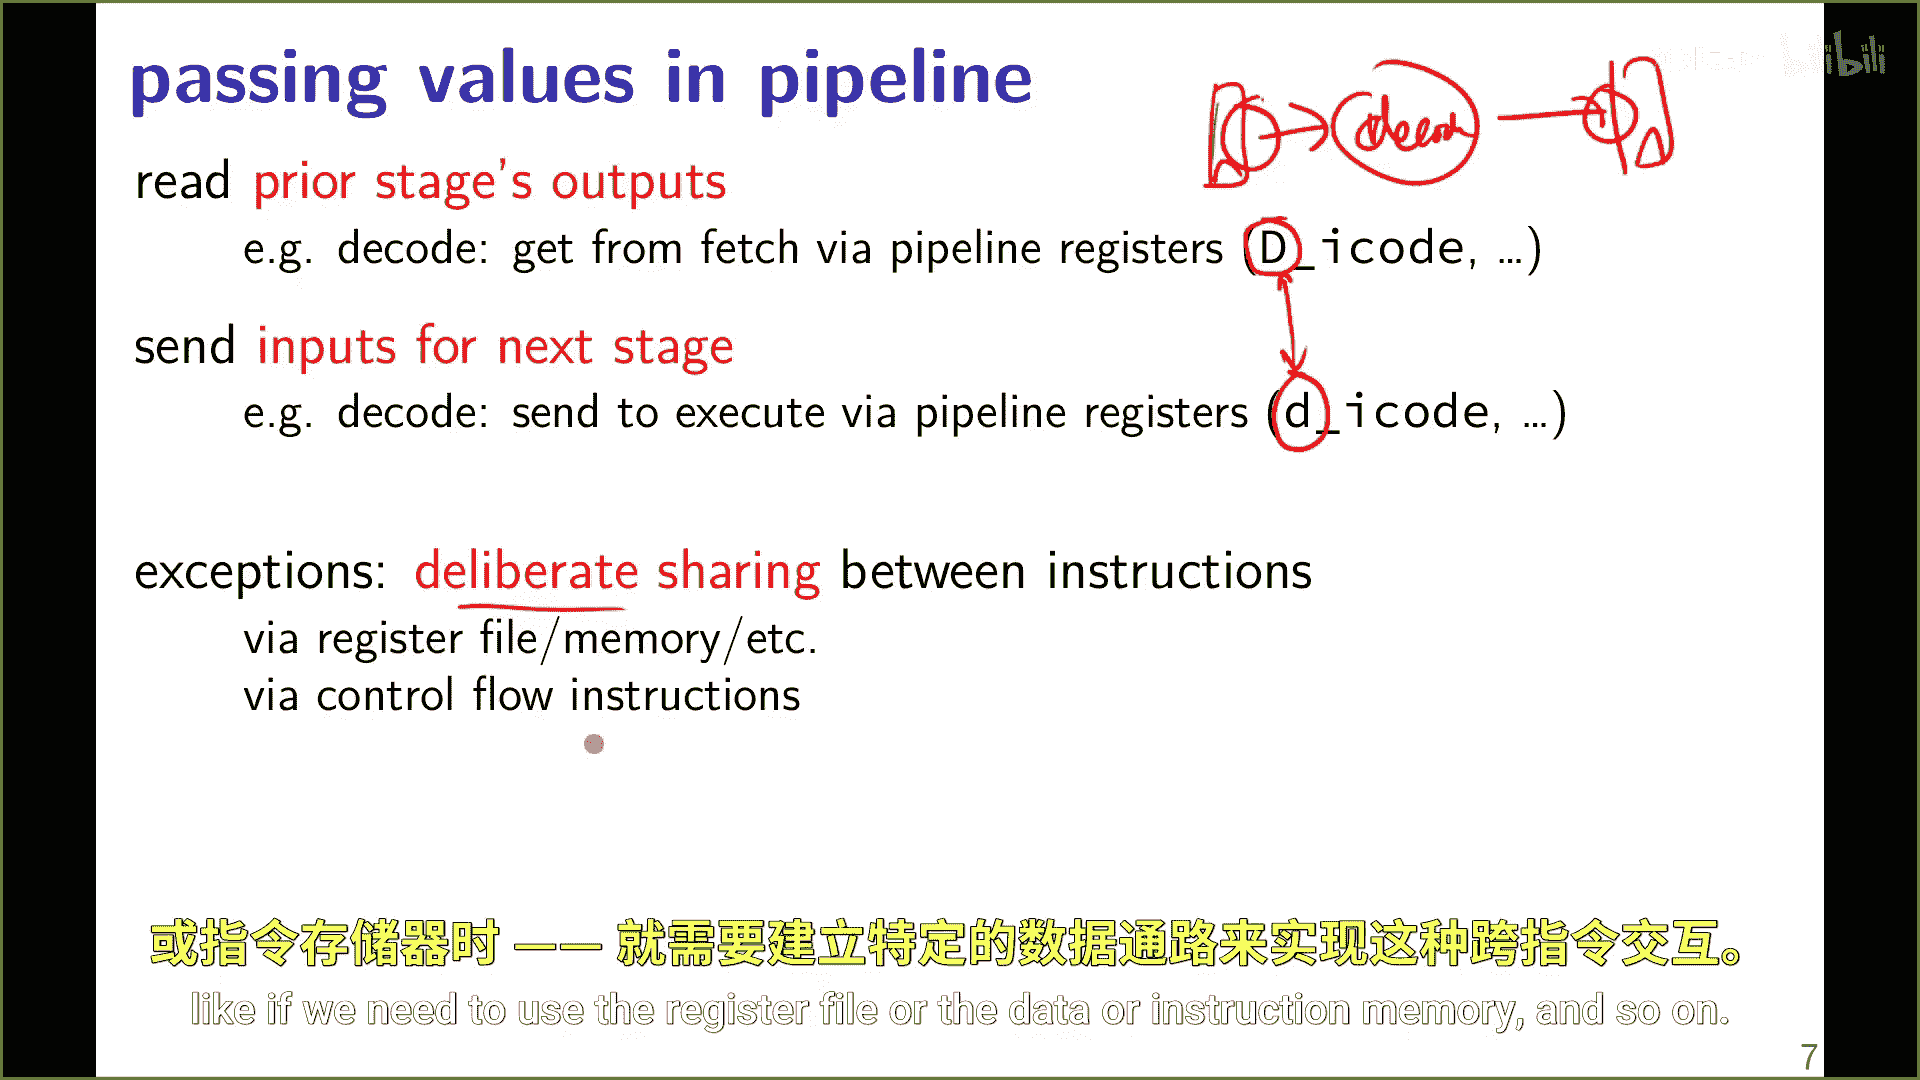 passing values in pipeline
bilibili
decode
read prior stage's outputs
e.g. decode: get from fetch via pipeline registers (D_icode, …)
send inputs for next stage
e.g. decode: send to execute via pipeline registers (d_icode, …)
exceptions: deliberate sharing between instructions
via register file/memory/etc.
via control flow instructions
或指令存储器时 —— 就需要建立特定的数据通路来实现这种跨指令交互。
like if we need to use the register file or the data or instruction memory, and so on.
7